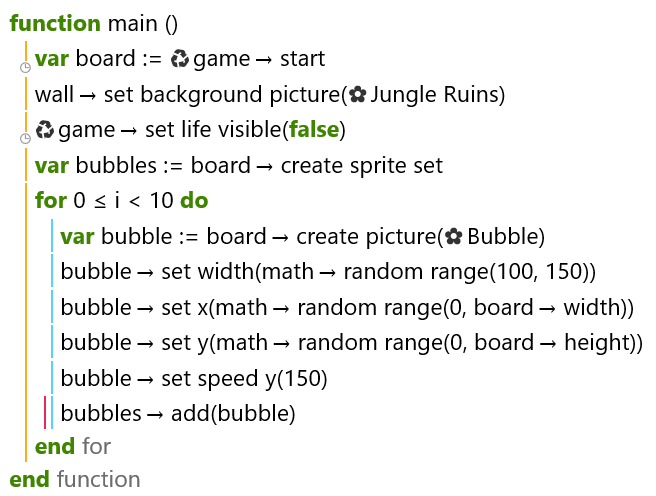 function main ()
var board := ♻game → start
wall → set background picture(✿Jungle Ruins)
♻game → set life visible(false)
var bubbles := board → create sprite set
for 0 ≤ i < 10 do
var bubble := board → create picture(✿Bubble)
bubble → set width(math → random range(100, 150))
bubble → set x(math → random range(0, board → width))
bubble → set y(math → random range(0, board → height))
bubble → set speed y(150)
bubbles → add(bubble)
end for
end function